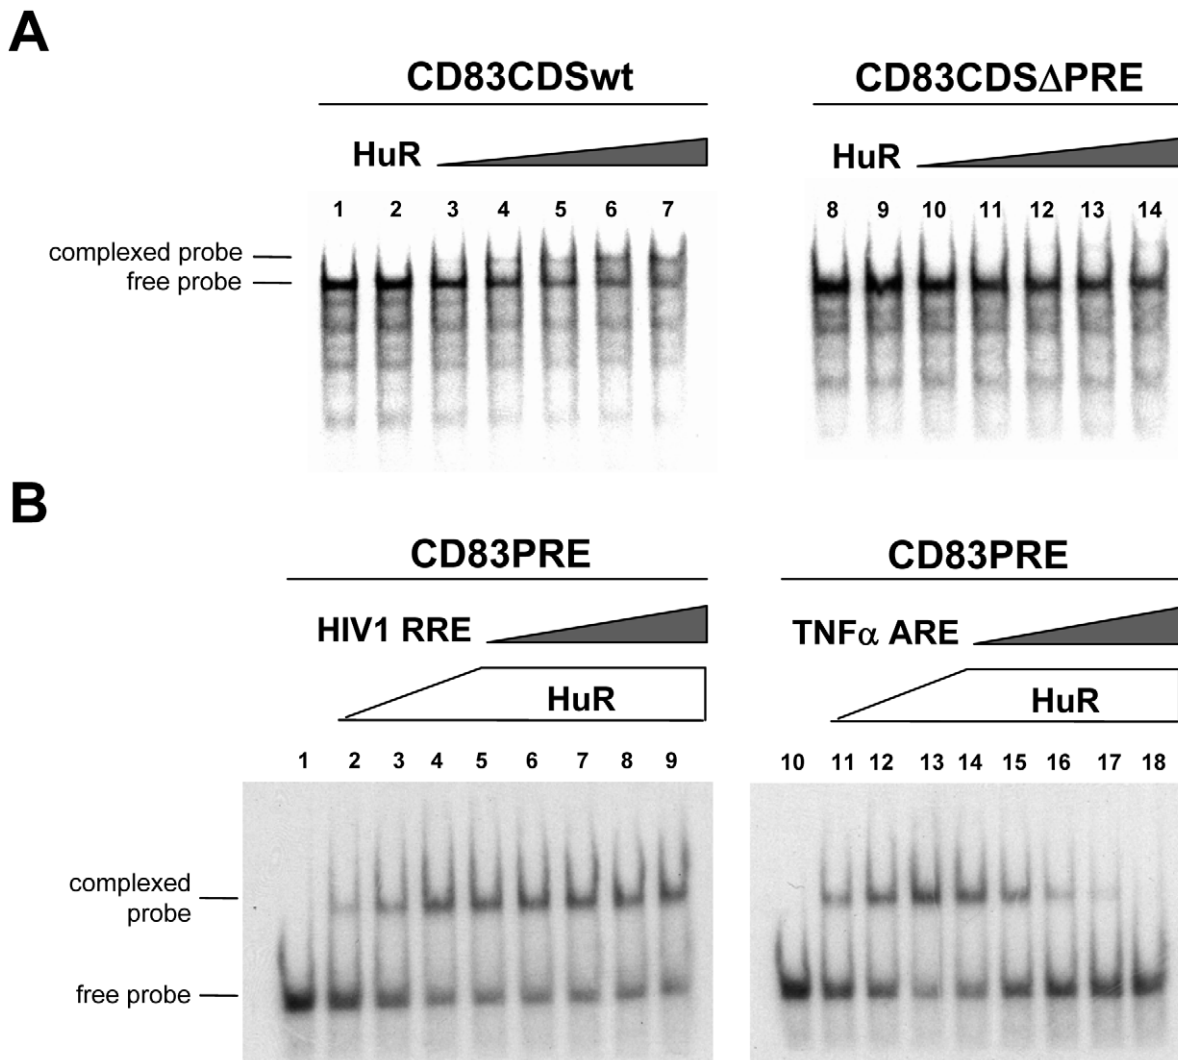 A
CD83CDSwt
CD83CDSΔPRE
HuR
HuR
1 2 3 4 5 6 7
8 9 10 11 12 13 14
complexed probe
free probe
B
CD83PRE
CD83PRE
HIV1 RRE
TNFα ARE
HuR
HuR
1 2 3 4 5 6 7 8 9
10 11 12 13 14 15 16 17 18
complexed
probe
free probe